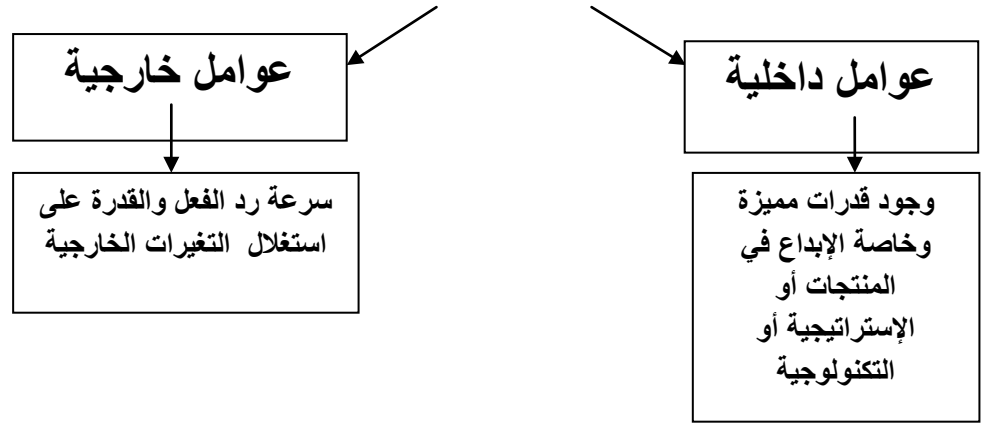 عوامل داخلية
وجود قدرات مميزة
وخاصة الإبداع في
المنتجات أو
الإستراتيجية أو
التكنولوجية
عوامل خارجية
سرعة رد الفعل والقدرة على
استغلال التغيرات الخارجية